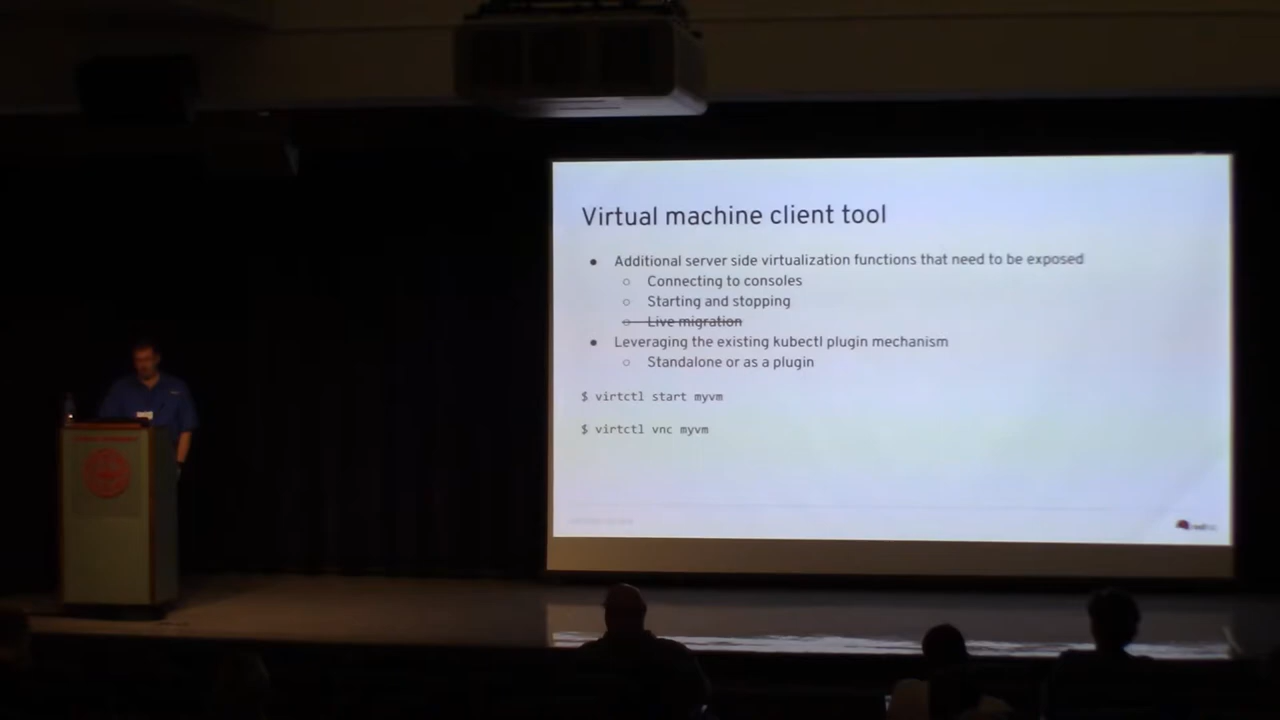 Virtual machine client tool
● Additional server side virtualization functions that need to be exposed
○ Connecting to consoles
○ Starting and stopping
○ Live migration
● Leveraging the existing kubectl plugin mechanism
○ Standalone or as a plugin
$ virtctl start myvm
$ virtctl vnc myvm